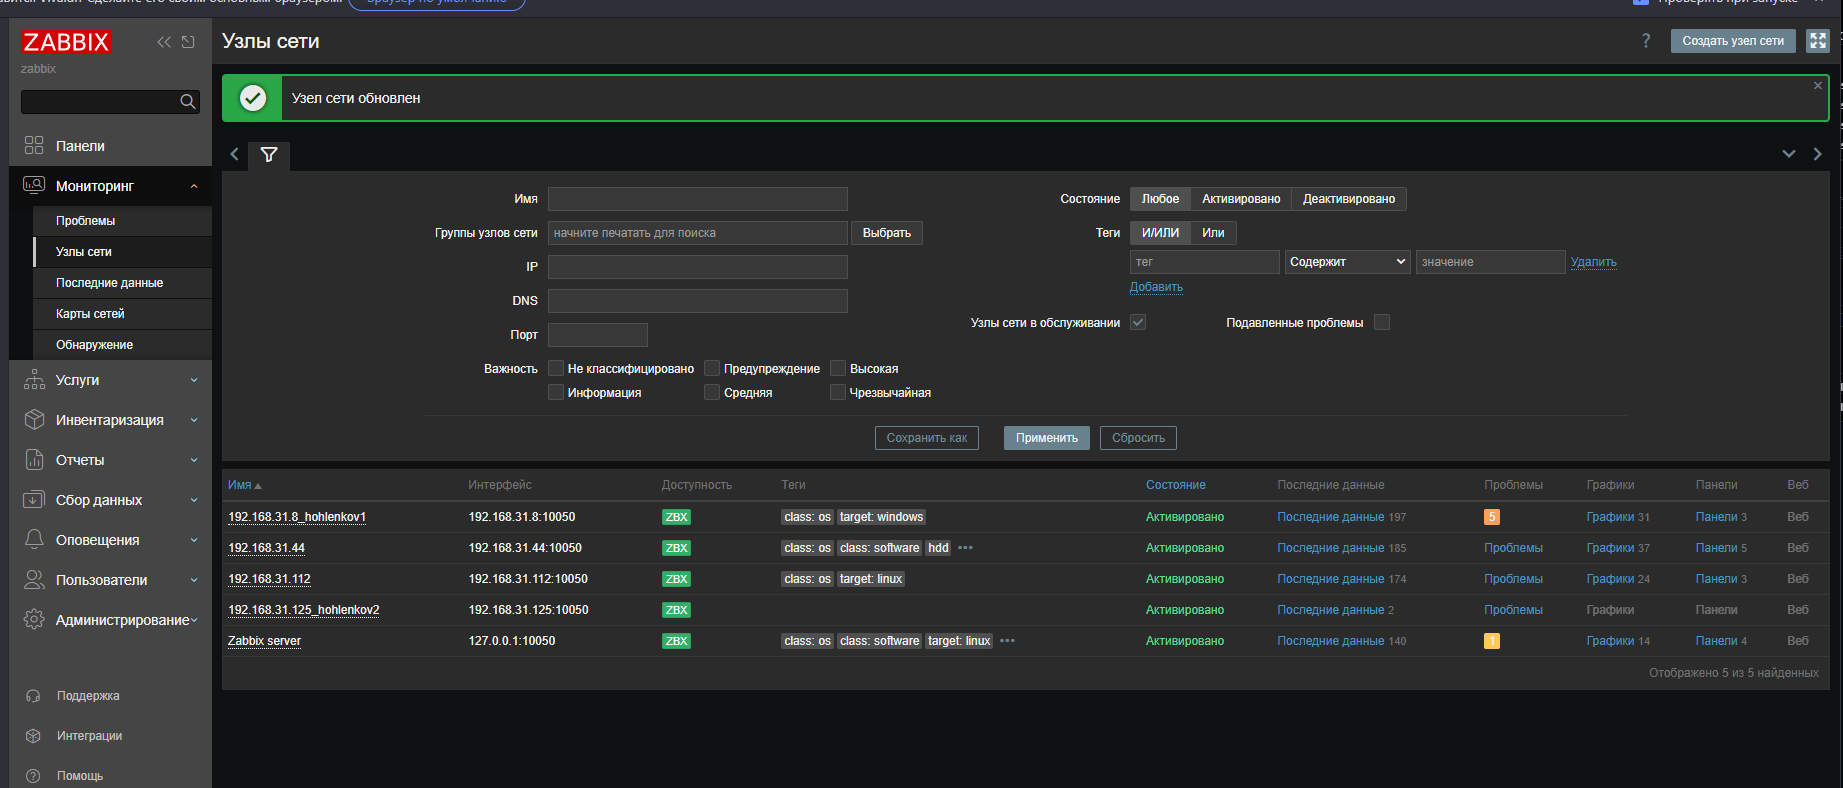 Браузер по умолчанию
Проверять при запуске
ZABBIX
zabbix
Панели
Мониторинг
Проблемы
Узлы сети
Последние данные
Карты сетей
Обнаружение
Услуги
Инвентаризация
Отчеты
Сбор данных
Оповещения
Пользователи
Администрирование
Поддержка
Интеграции
Помощь
Узлы сети
? Создать узел сети
Узел сети обновлен
Имя
Группы узлов сети начните печатать для поиска Выбрать
IP
DNS
Порт
Важность Не классифицировано Предупреждение Высокая
Информация Средняя Чрезвычайная
Состояние Любое Активировано Деактивировано
Теги И/ИЛИ Или
тег Содержит значение Удалить
Добавить
Узлы сети в обслуживании Подавленные проблемы
Сохранить как Применить Сбросить
Имя Интерфейс Доступность Теги Состояние Последние данные Проблемы Графики Панели Веб
192.168.31.8_hohlenkov1 192.168.31.8:10050 ZBX class: os target: windows Активировано Последние данные 197 5 Графики 31 Панели 3 Веб
192.168.31.44 192.168.31.44:10050 ZBX class: os class: software hdd ••• Активировано Последние данные 185 Проблемы Графики 37 Панели 5 Веб
192.168.31.112 192.168.31.112:10050 ZBX class: os target: linux Активировано Последние данные 174 Проблемы Графики 24 Панели 3 Веб
192.168.31.125_hohlenkov2 192.168.31.125:10050 ZBX Активировано Последние данные 2 Проблемы Графики Панели Веб
Zabbix server 127.0.0.1:10050 ZBX class: os class: software target: linux ••• Активировано Последние данные 140 1 Графики 14 Панели 4 Веб
Отображено 5 из 5 найденных